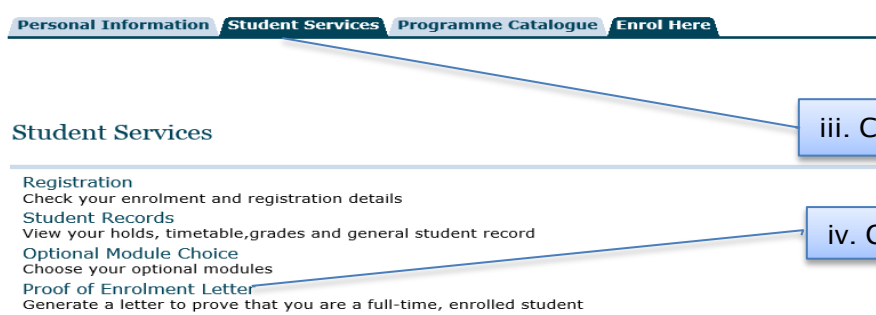 Personal Information Student Services Programme Catalogue Enrol Here
iii. C
Student Services
Registration
Check your enrolment and registration details
Student Records
View your holds, timetable,grades and general student record
iv. C
Optional Module Choice
Choose your optional modules
Proof of Enrolment Letter
Generate a letter to prove that you are a full-time, enrolled student